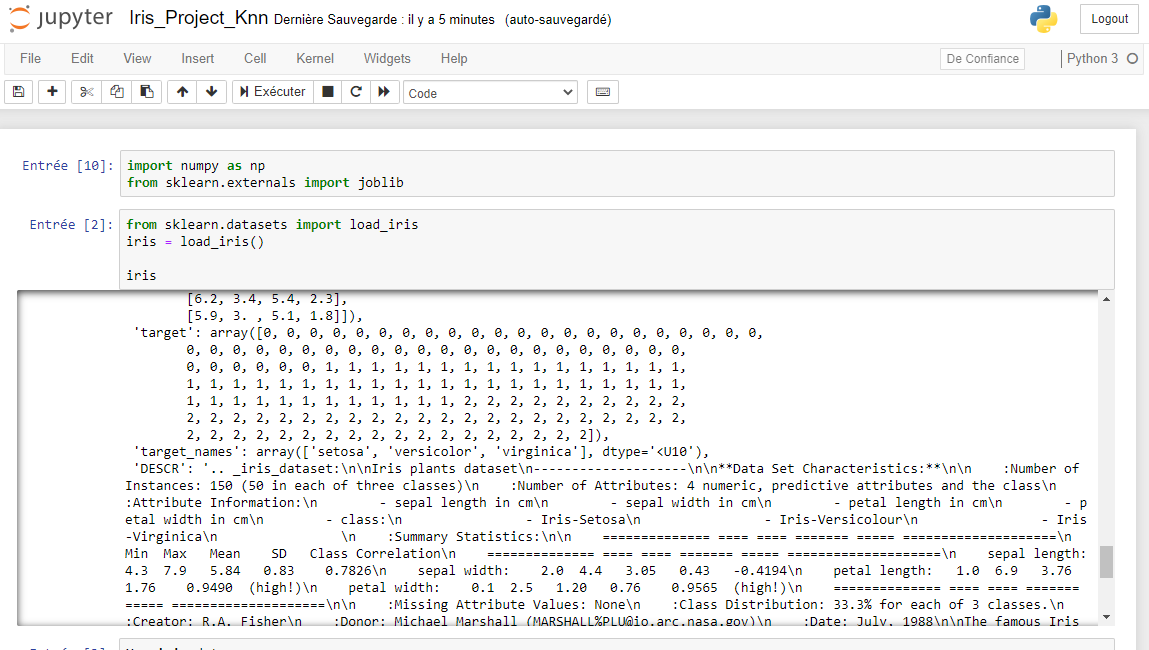 jupyter Iris_Project_Knn Dernière Sauvegarde : il y a 5 minutes (auto-sauvegardé) Logout
File Edit View Insert Cell Kernel Widgets Help De Confiance Python 3
Exécuter Code
Entrée [10]: import numpy as np
from sklearn.externals import joblib
Entrée [2]: from sklearn.datasets import load_iris
iris = load_iris()
iris
[6.2, 3.4, 5.4, 2.3],
[5.9, 3. , 5.1, 1.8]]),
'target': array([0, 0, 0, 0, 0, 0, 0, 0, 0, 0, 0, 0, 0, 0, 0, 0, 0, 0, 0, 0, 0, 0,
0, 0, 0, 0, 0, 0, 0, 0, 0, 0, 0, 0, 0, 0, 0, 0, 0, 0, 0, 0, 0, 0,
0, 0, 0, 0, 0, 0, 1, 1, 1, 1, 1, 1, 1, 1, 1, 1, 1, 1, 1, 1, 1, 1,
1, 1, 1, 1, 1, 1, 1, 1, 1, 1, 1, 1, 1, 1, 1, 1, 1, 1, 1, 1, 1, 1,
1, 1, 1, 1, 1, 1, 1, 1, 1, 1, 1, 1, 2, 2, 2, 2, 2, 2, 2, 2, 2, 2,
2, 2, 2, 2, 2, 2, 2, 2, 2, 2, 2, 2, 2, 2, 2, 2, 2, 2, 2, 2, 2, 2,
2, 2, 2, 2, 2, 2, 2, 2, 2, 2, 2, 2, 2, 2, 2, 2, 2, 2]),
'target_names': array(['setosa', 'versicolor', 'virginica'], dtype='<U10'),
'DESCR': '.. _iris_dataset:\n\nIris plants dataset\n--------------------\n\n**Data Set Characteristics:**\n\n    :Number of
Instances: 150 (50 in each of three classes)\n    :Number of Attributes: 4 numeric, predictive attributes and the class\n
:Attribute Information:\n        - sepal length in cm\n        - sepal width in cm\n        - petal length in cm\n        - p
etal width in cm\n        - class:\n                - Iris-Setosa\n                - Iris-Versicolour\n                - Iris
-Virginica\n                \n    :Summary Statistics:\n\n    ============== ==== ==== ======= ===== ====================\n
Min  Max   Mean    SD   Class Correlation\n    ============== ==== ==== ======= ===== ====================\n    sepal length:
4.3  7.9   5.84   0.83    0.7826\n    sepal width:    2.0  4.4   3.05   0.43   -0.4194\n    petal length:   1.0  6.9   3.76
1.76    0.9490  (high!)\n    petal width:    0.1  2.5   1.20   0.76    0.9565  (high!)\n    ============== ==== ==== =======
===== ====================\n\n    :Missing Attribute Values: None\n    :Class Distribution: 33.3% for each of 3 classes.\n
:Creator: R.A. Fisher\n    :Donor: Michael Marshall (MARSHALL%PLU@io.arc.nasa.gov)\n    :Date: July, 1988\n\nThe famous Iris